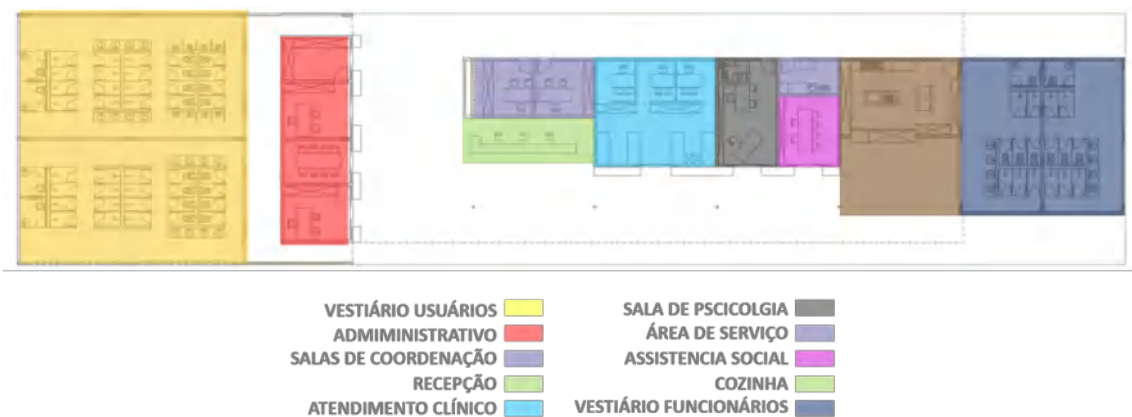 VESTIÁRIO USUÁRIOS
ADMIMINISTRATIVO
SALAS DE COORDENAÇÃO
RECEPÇÃO
ATENDIMENTO CLÍNICO
SALA DE PSCICOLGIA
ÁREA DE SERVIÇO
ASSISTENCIA SOCIAL
COZINHA
VESTIÁRIO FUNCIONÁRIOS